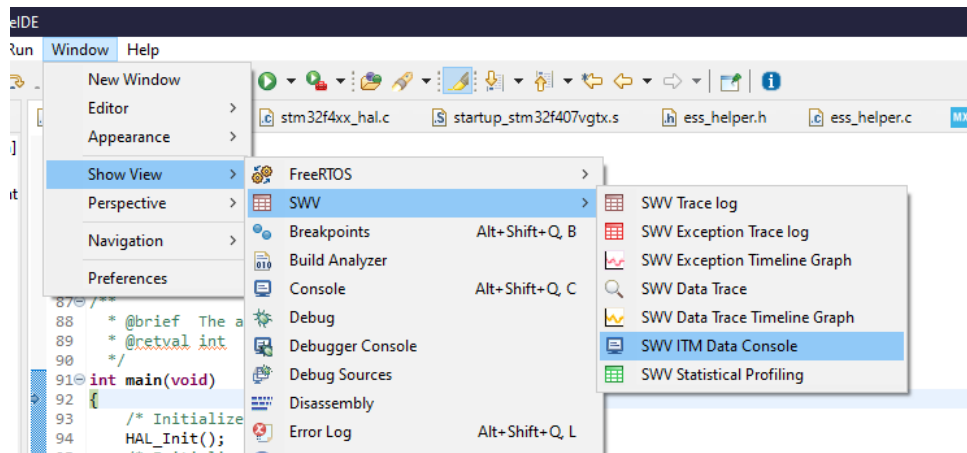 eIDE
Run Window Help
New Window
Editor
Appearance
Show View
Perspective
Navigation
Preferences
stm32f4xx_hal.c startup_stm32f407vgtx.s ess_helper.h ess_helper.c MX
FreeRTOS
SWV
Breakpoints Alt+Shift+Q, B
Build Analyzer
Console Alt+Shift+Q, C
Debug
Debugger Console
Debug Sources
Disassembly
Error Log Alt+Shift+Q, L
SWV Trace log
SWV Exception Trace log
SWV Exception Timeline Graph
SWV Data Trace
SWV Data Trace Timeline Graph
SWV ITM Data Console
SWV Statistical Profiling
87 /**
88 * @brief The a
89 * @retval int
90 */
91 int main(void)
92 {
93 /* Initialize
94 HAL_Init();